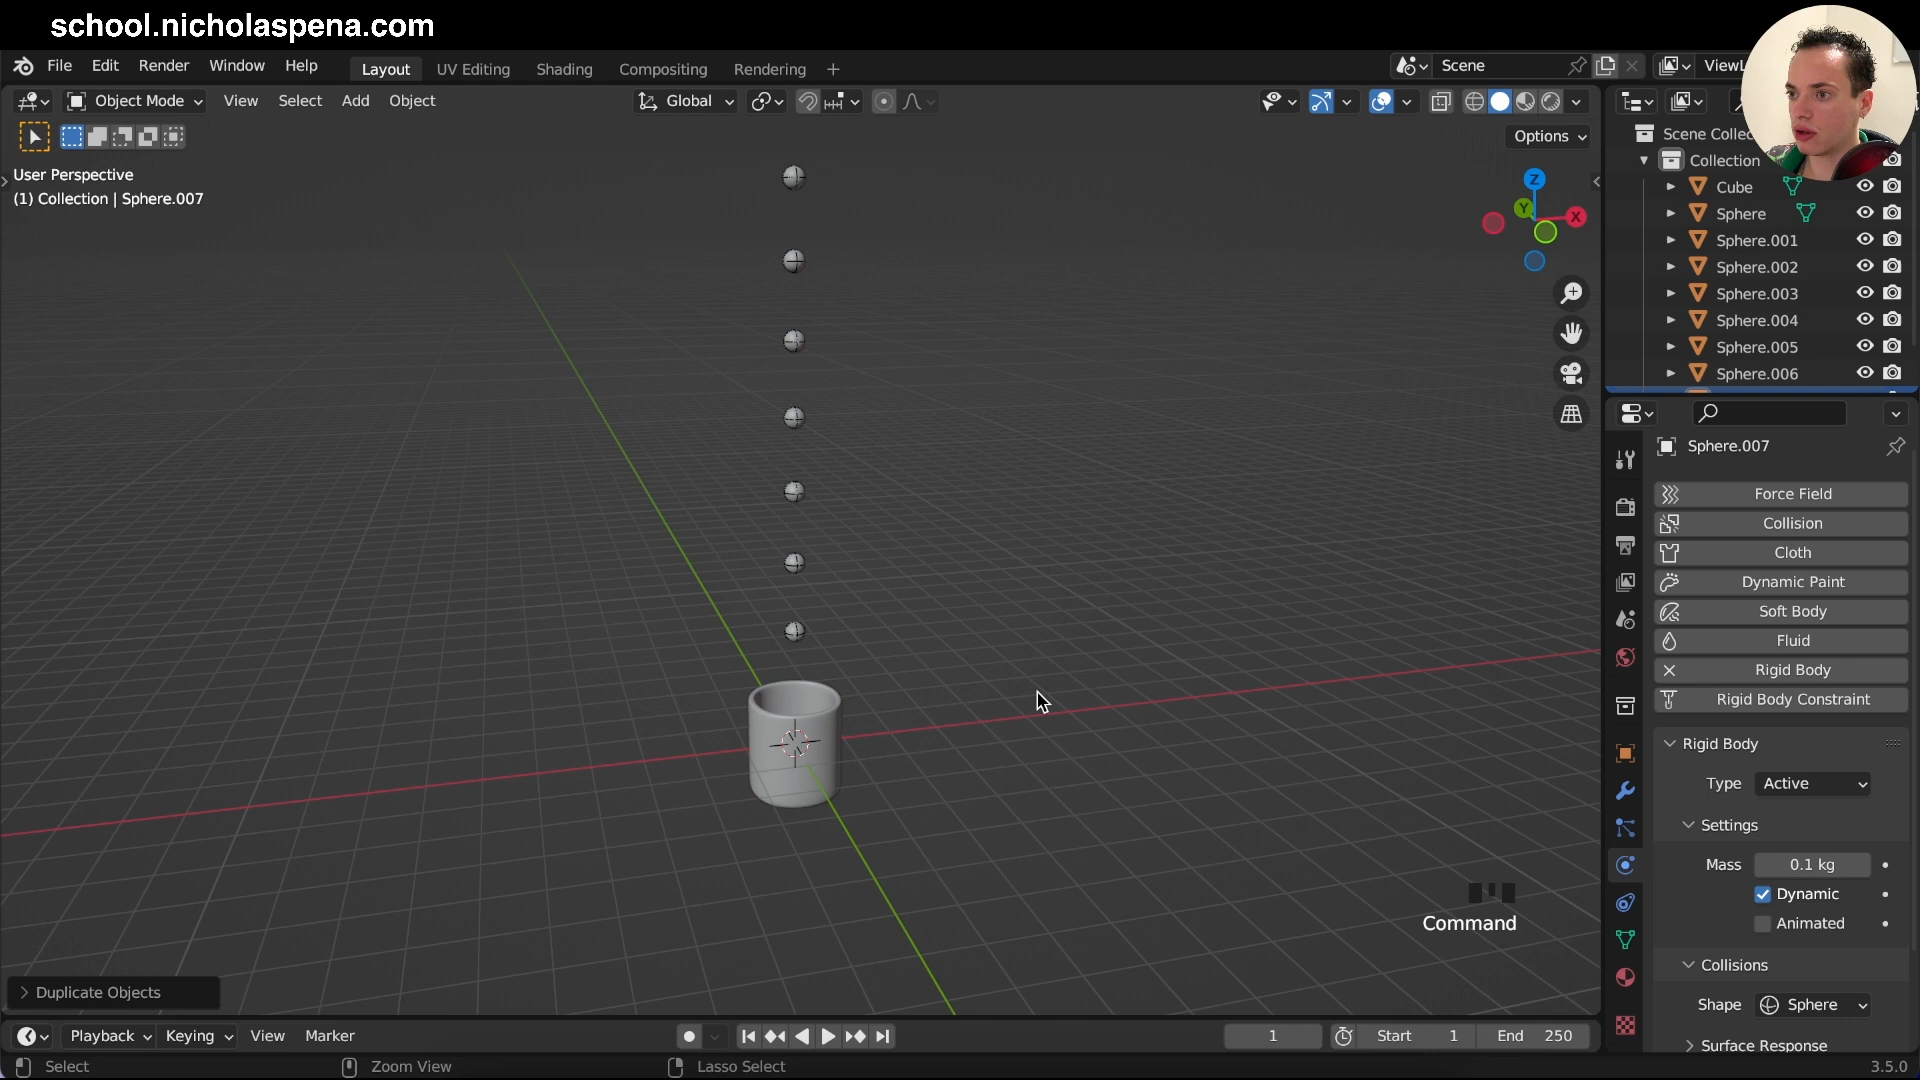 school.nicholaspena.com
File Edit Render Window Help Layout UV Editing Shading Compositing Rendering + Scene
Object Mode View Select Add Object Global
Options
User Perspective
(1) Collection | Sphere.007
Z
Y
X
Collection
Cube
Sphere
Sphere.001
Sphere.002
Sphere.003
Sphere.004
Sphere.005
Sphere.006
Sphere.007
Force Field
Collision
Cloth
Dynamic Paint
Soft Body
Fluid
Rigid Body
Rigid Body Constraint
Rigid Body
Type Active
Settings
Mass 0.1 kg
Dynamic
Animated
Collisions
Shape Sphere
Surface Response
Command
Duplicate Objects
Playback Keying View Marker 1 Start 1 End 250
Select Zoom View Lasso Select 3.5.0